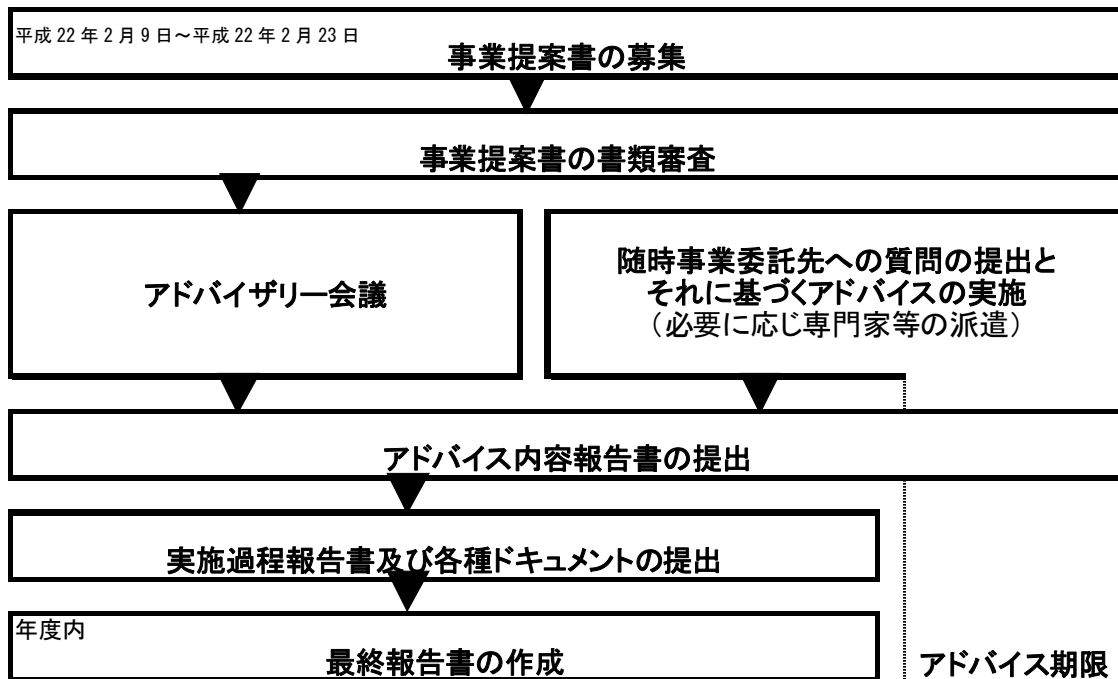 平成 22 年 2 月 9 日～平成 22 年 2 月 23 日
事業提案書の募集
事業提案書の書類審査
アドバイザリー会議
随時事業委託先への質問の提出と
それに基づくアドバイスの実施
（必要に応じ専門家等の派遣）
アドバイス内容報告書の提出
実施過程報告書及び各種ドキュメントの提出
年度内
最終報告書の作成
アドバイス期限